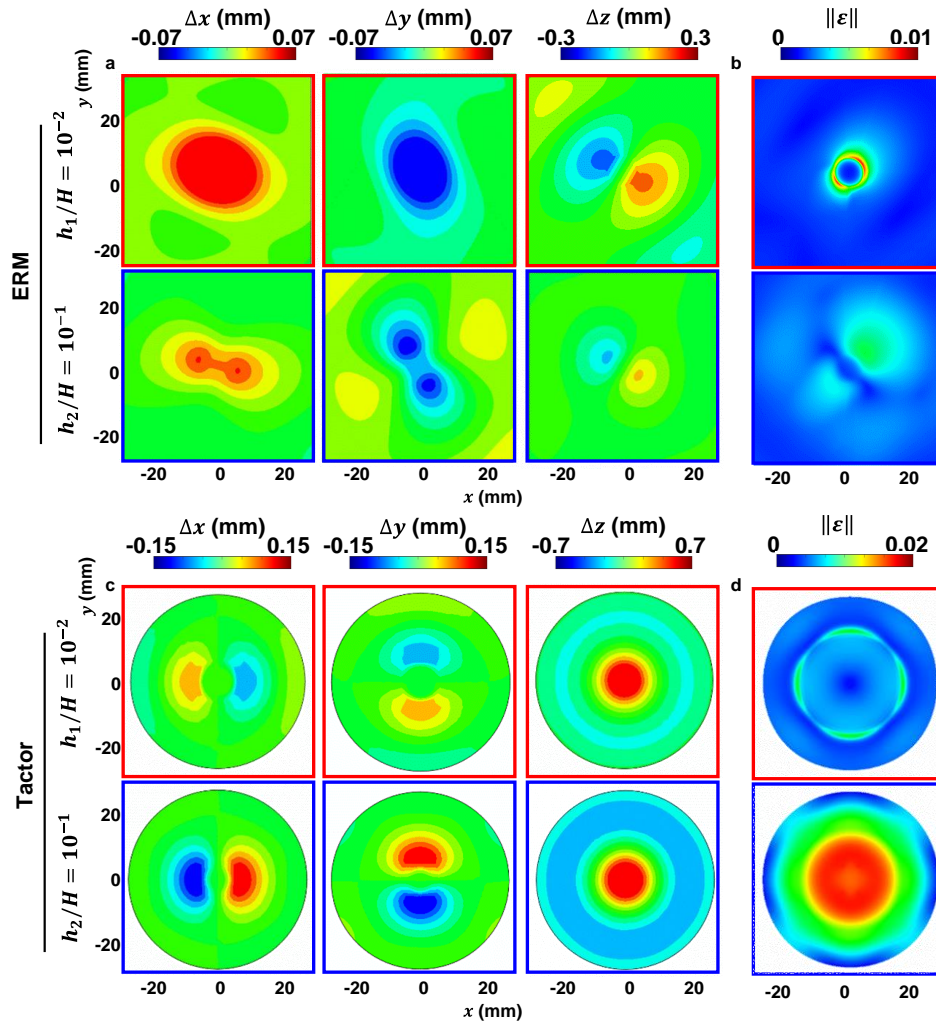 Δx (mm) Δy (mm) Δz (mm) ‖ε‖
-0.07 0.07 -0.07 0.07 -0.3 0.3 0 0.01
a b
y (mm)
20
0
-20
h₁/H = 10⁻²
20
0
-20
h₂/H = 10⁻¹
ERM
-20 0 20 -20 0 20 -20 0 20 -20 0 20
x (mm)
Δx (mm) Δy (mm) Δz (mm) ‖ε‖
-0.15 0.15 -0.15 0.15 -0.7 0.7 0 0.02
c d
y (mm)
20
0
-20
h₁/H = 10⁻²
20
0
-20
h₂/H = 10⁻¹
Tactor
-20 0 20 -20 0 20 -20 0 20 -20 0 20
x (mm)